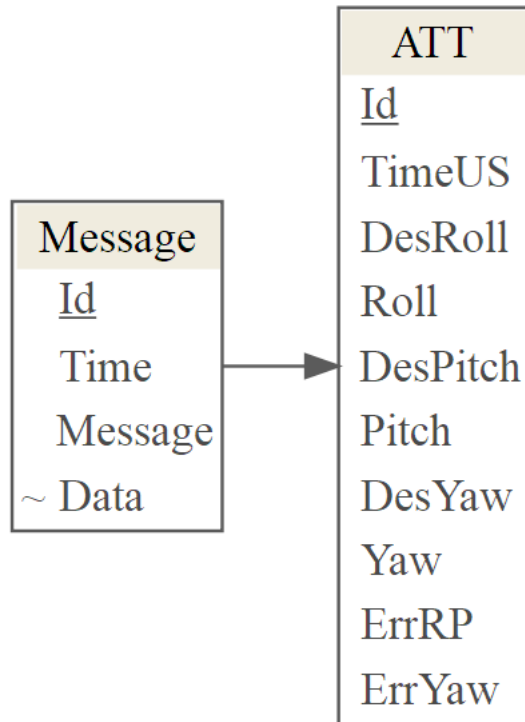 Message
Id
Time
Message
~ Data
ATT
Id
TimeUS
DesRoll
Roll
DesPitch
Pitch
DesYaw
Yaw
ErrRP
ErrYaw